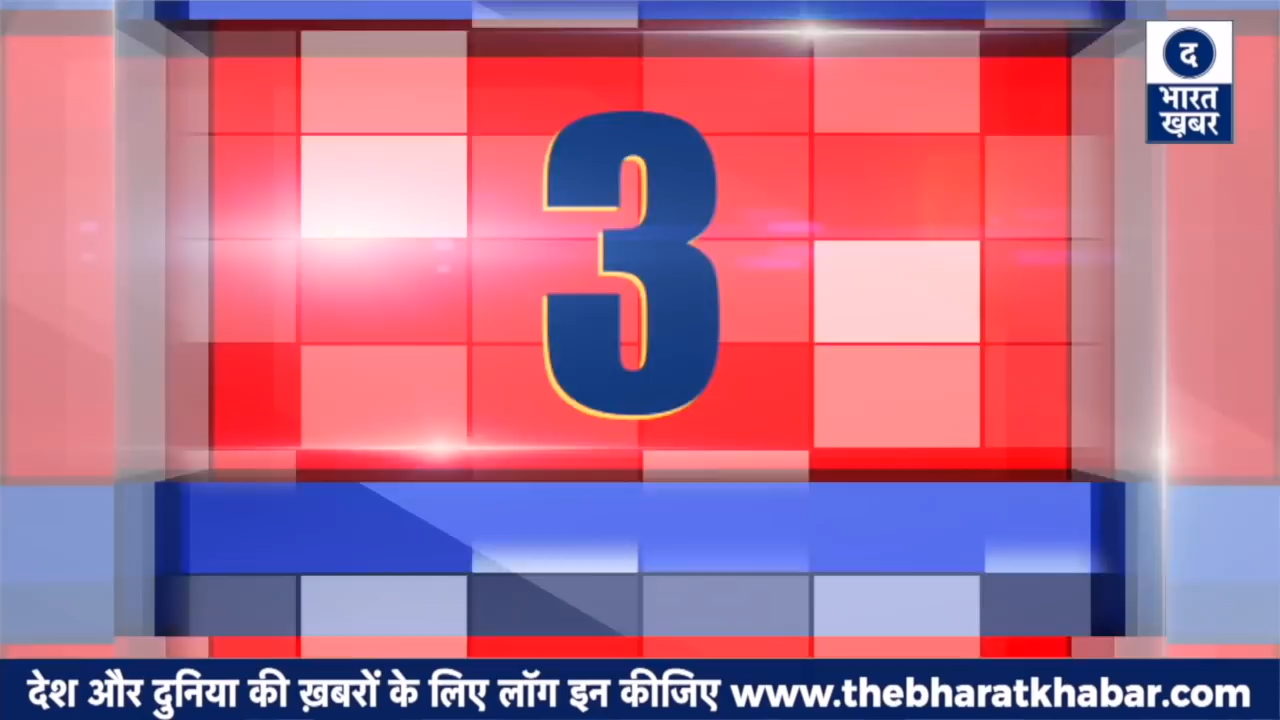 द
भारत
ख़बर
3
देश और दुनिया की ख़बरों के लिए लॉग इन कीजिए www.thebharatkhabar.com